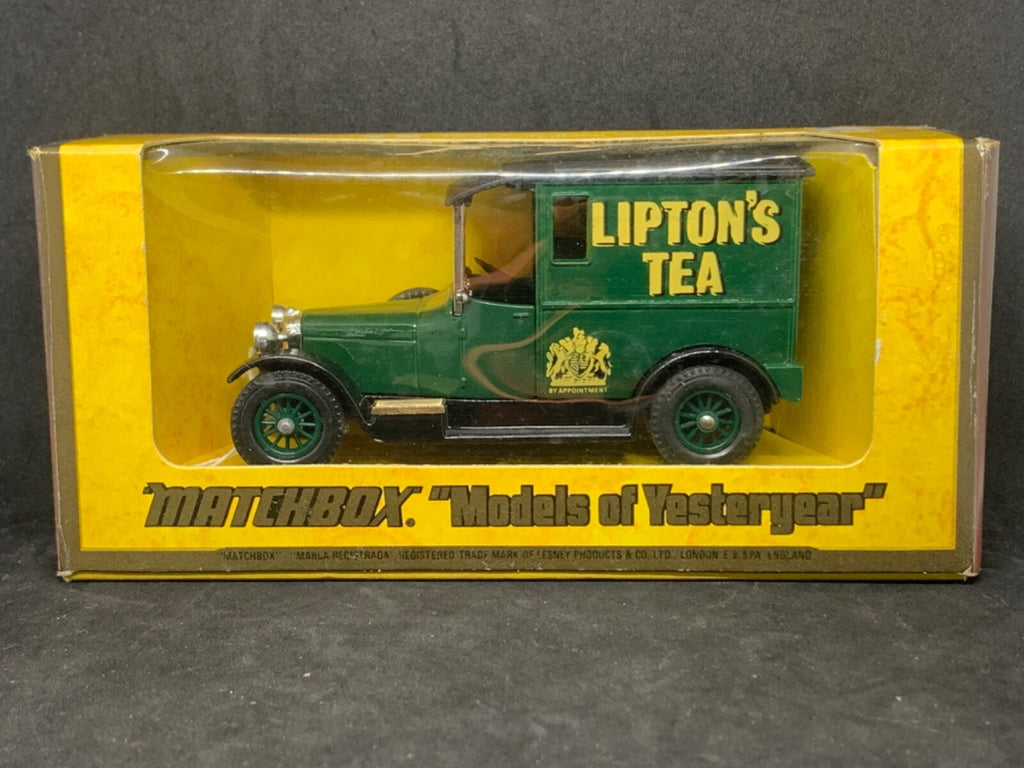 LIPTON'S
TEA
BY APPOINTMENT
MATCHBOX. "Models of Yesteryear"
"MATCHBOX" "MARCA REGISTRADA" REGISTERED TRADE MARK OF LESNEY PRODUCTS & CO. LTD., LONDON E.9. 5PA ENGLAND